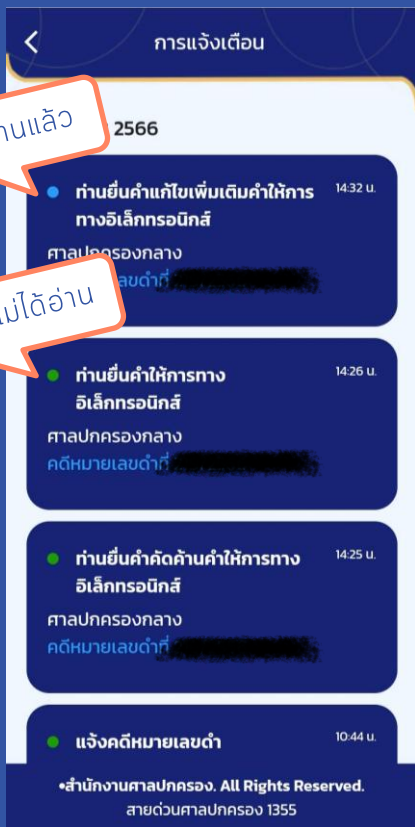 การแจ้งเตือน
2566
ท่านยื่นคำแก้ไขเพิ่มเติมคำให้การ
ทางอิเล็กทรอนิกส์
14:32 น.
ศาลปกครองกลาง
ท่านยื่นคำให้การทาง
อิเล็กทรอนิกส์
14:26 น.
ศาลปกครองกลาง
คดีหมายเลขดำที่
ท่านยื่นคำคัดค้านคำให้การทาง
อิเล็กทรอนิกส์
14:25 น.
ศาลปกครองกลาง
คดีหมายเลขดำที่
แจ้งคดีหมายเลขดำ
10:44 น.
•สำนักงานศาลปกครอง. All Rights Reserved.
สายด่วนศาลปกครอง 1355